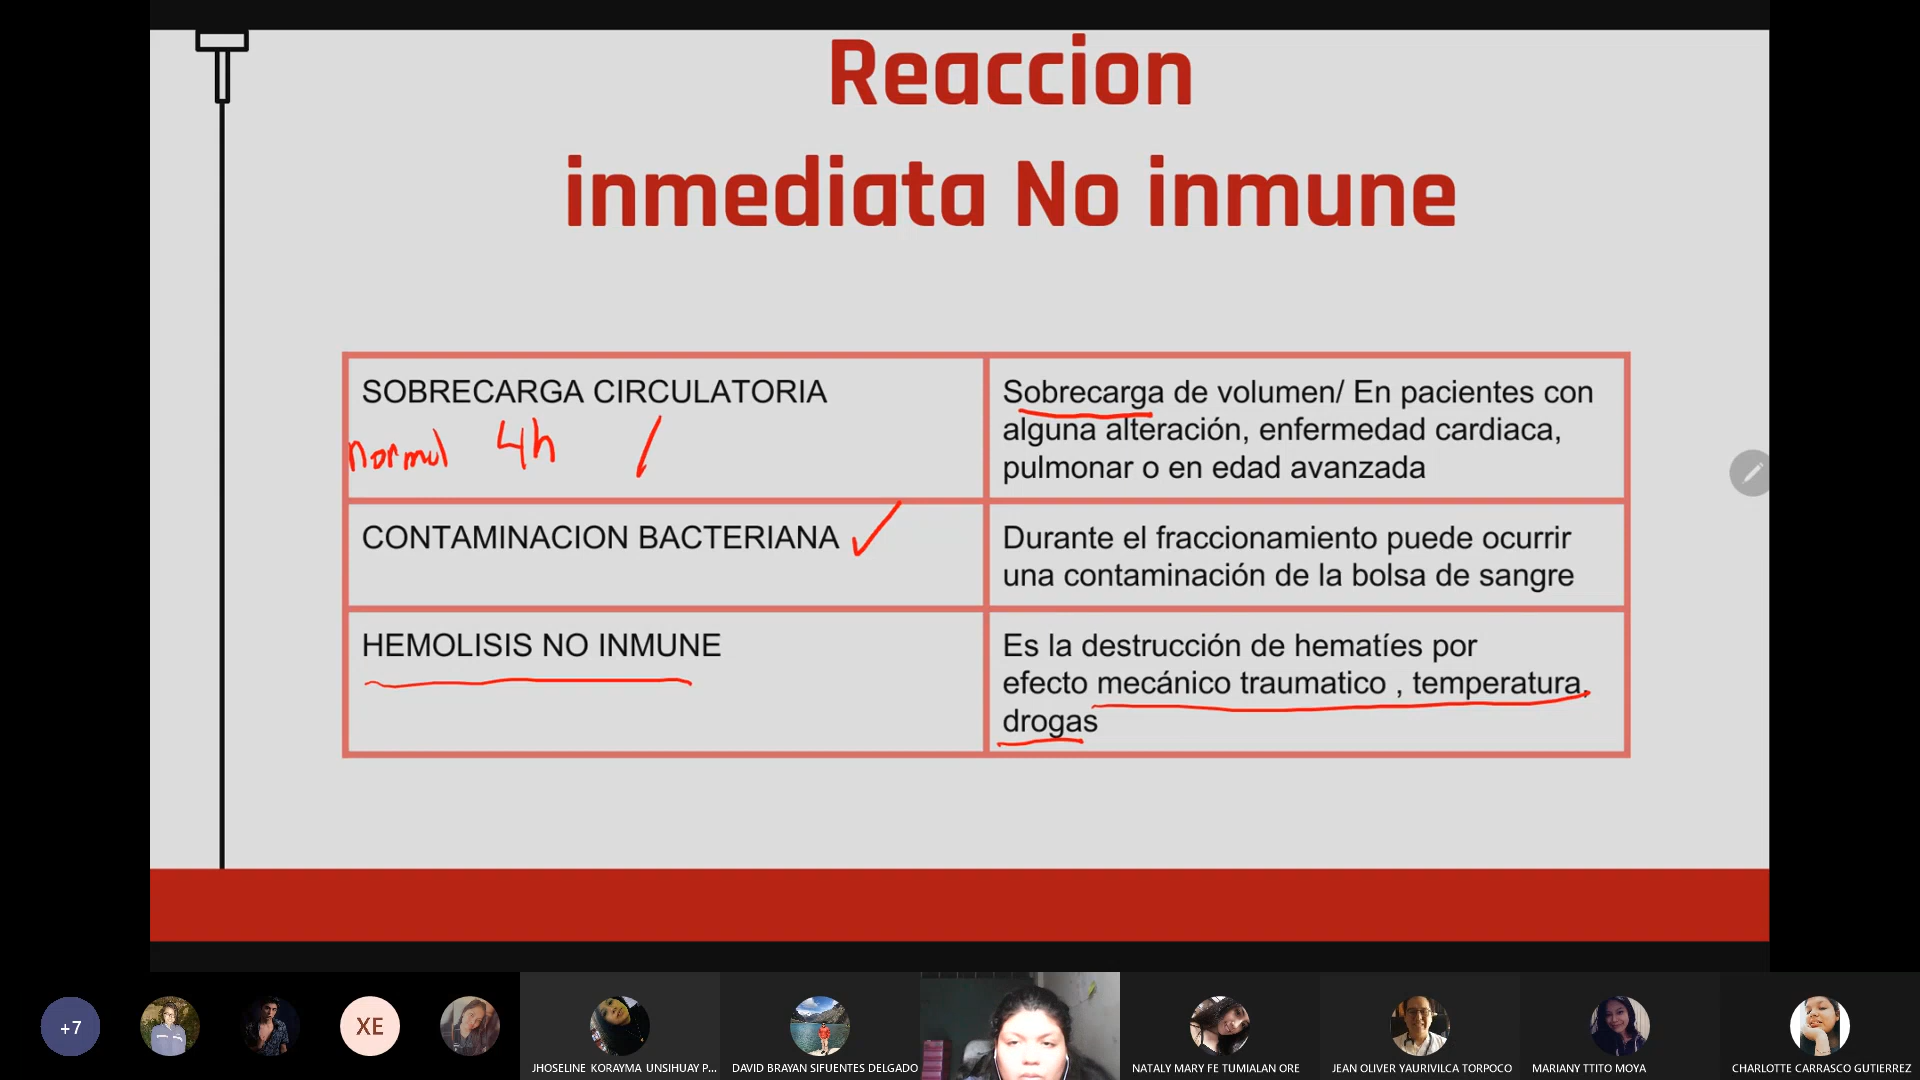 Reaccion
inmediata No inmune
SOBRECARGA CIRCULATORIA
normal 4h /
Sobrecarga de volumen/ En pacientes con
alguna alteración, enfermedad cardiaca,
pulmonar o en edad avanzada
CONTAMINACION BACTERIANA
Durante el fraccionamiento puede ocurrir
una contaminación de la bolsa de sangre
HEMOLISIS NO INMUNE
Es la destrucción de hematíes por
efecto mecánico traumatico , temperatura,
drogas
+7
XE
JHOSELINE KORAYMA UNSIHUAY P...
DAVID BRAYAN SIFUENTES DELGADO
NATALY MARY FE TUMIALAN ORE
JEAN OLIVER YAURIVILCA TORPOCO
MARIANY TTITO MOYA
CHARLOTTE CARRASCO GUTIERREZ